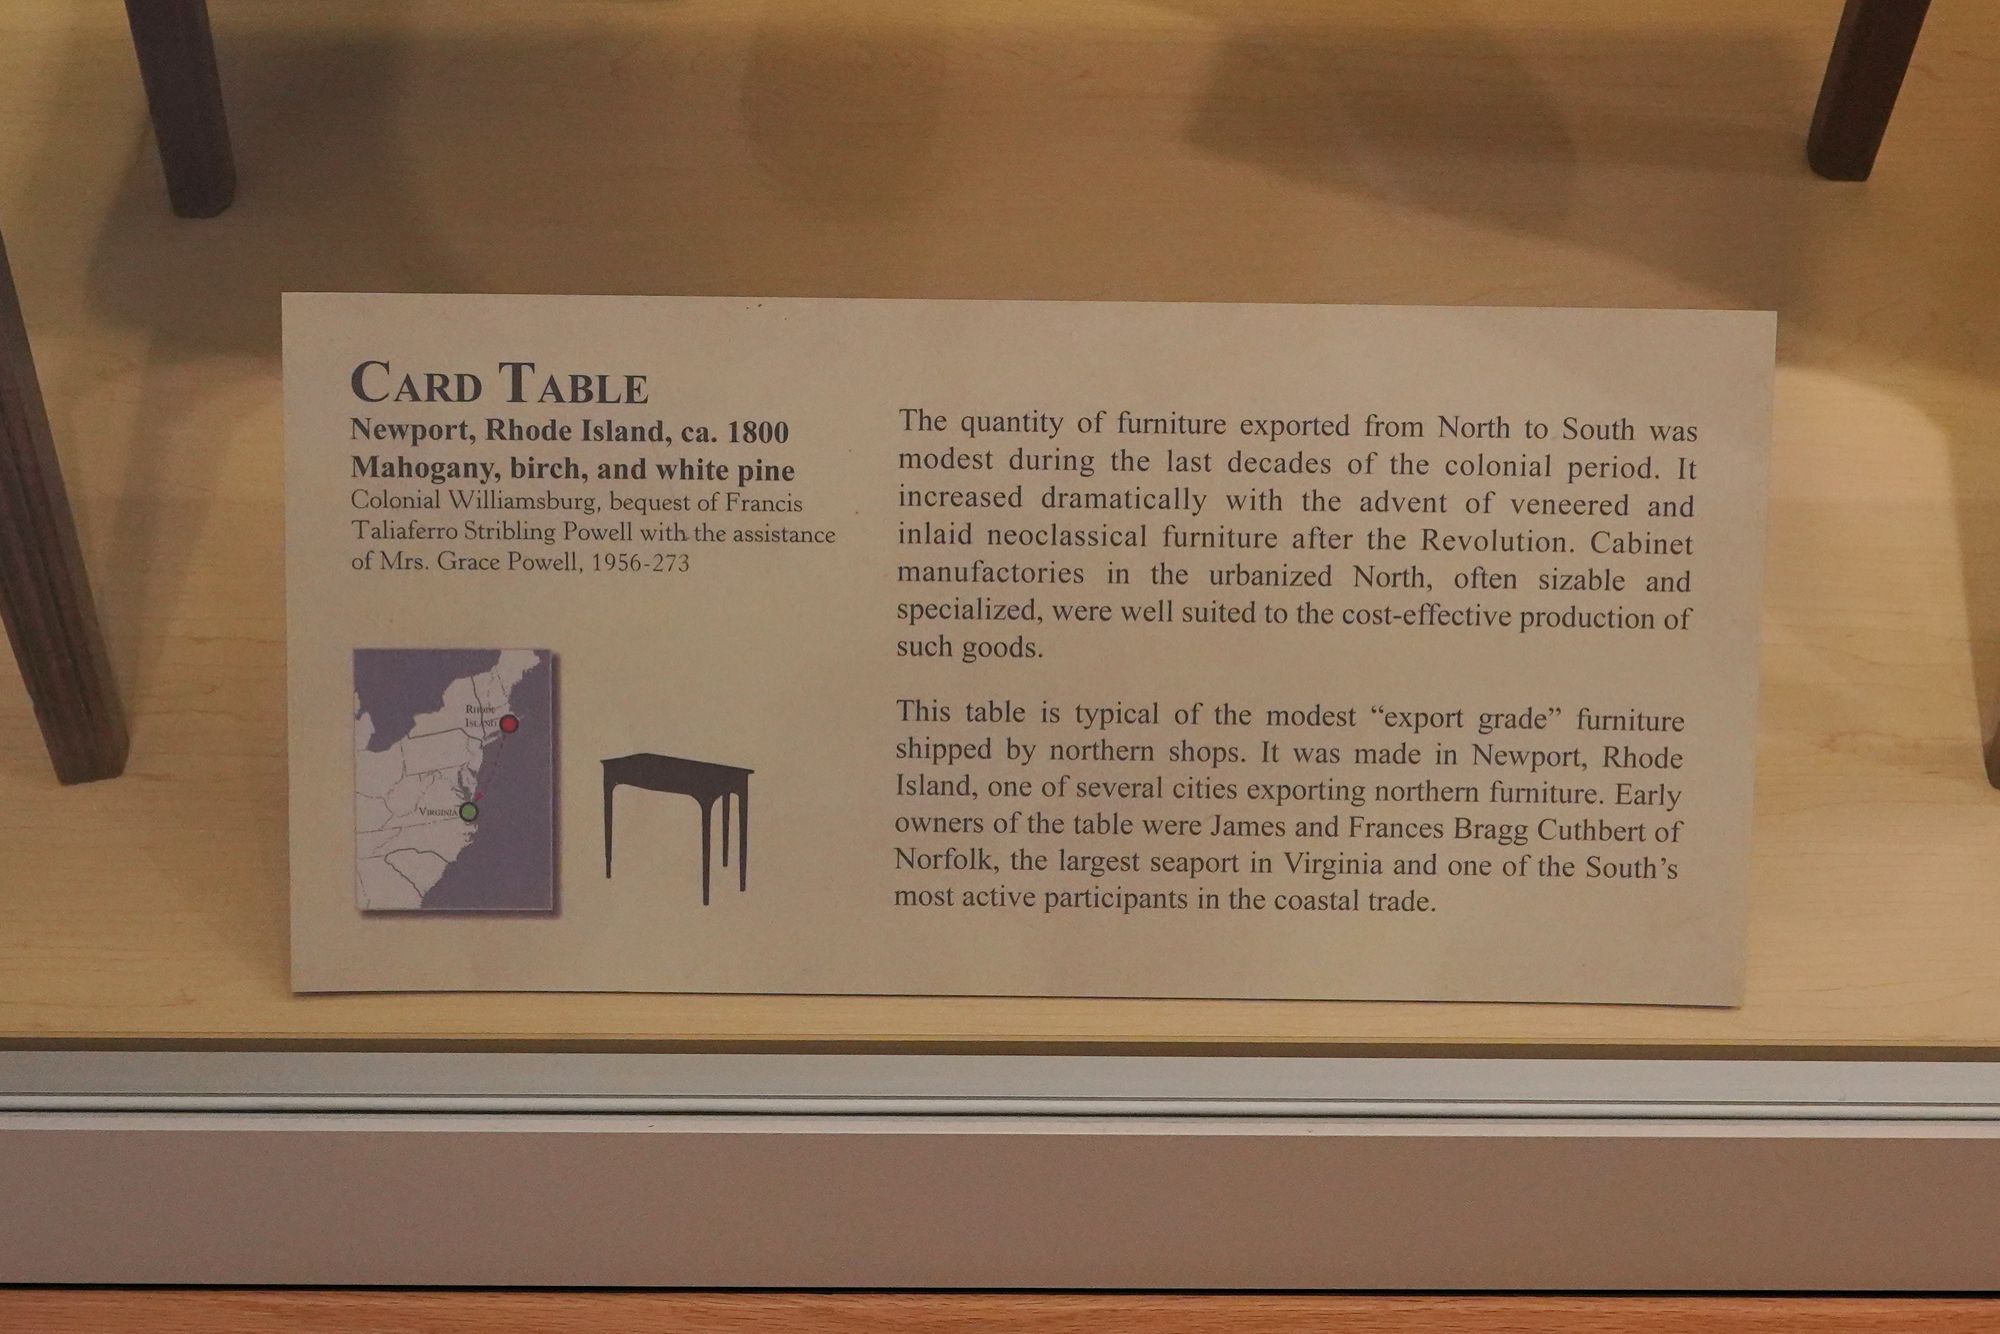 CARD TABLE
Newport, Rhode Island, ca. 1800
Mahogany, birch, and white pine
Colonial Williamsburg, bequest of Francis
Taliaferro Stribling Powell with the assistance
of Mrs. Grace Powell, 1956-273
RHODE
ISLAND
VIRGINIA
The quantity of furniture exported from North to South was
modest during the last decades of the colonial period. It
increased dramatically with the advent of veneered and
inlaid neoclassical furniture after the Revolution. Cabinet
manufactories in the urbanized North, often sizable and
specialized, were well suited to the cost-effective production of
such goods.
This table is typical of the modest “export grade” furniture
shipped by northern shops. It was made in Newport, Rhode
Island, one of several cities exporting northern furniture. Early
owners of the table were James and Frances Bragg Cuthbert of
Norfolk, the largest seaport in Virginia and one of the South’s
most active participants in the coastal trade.